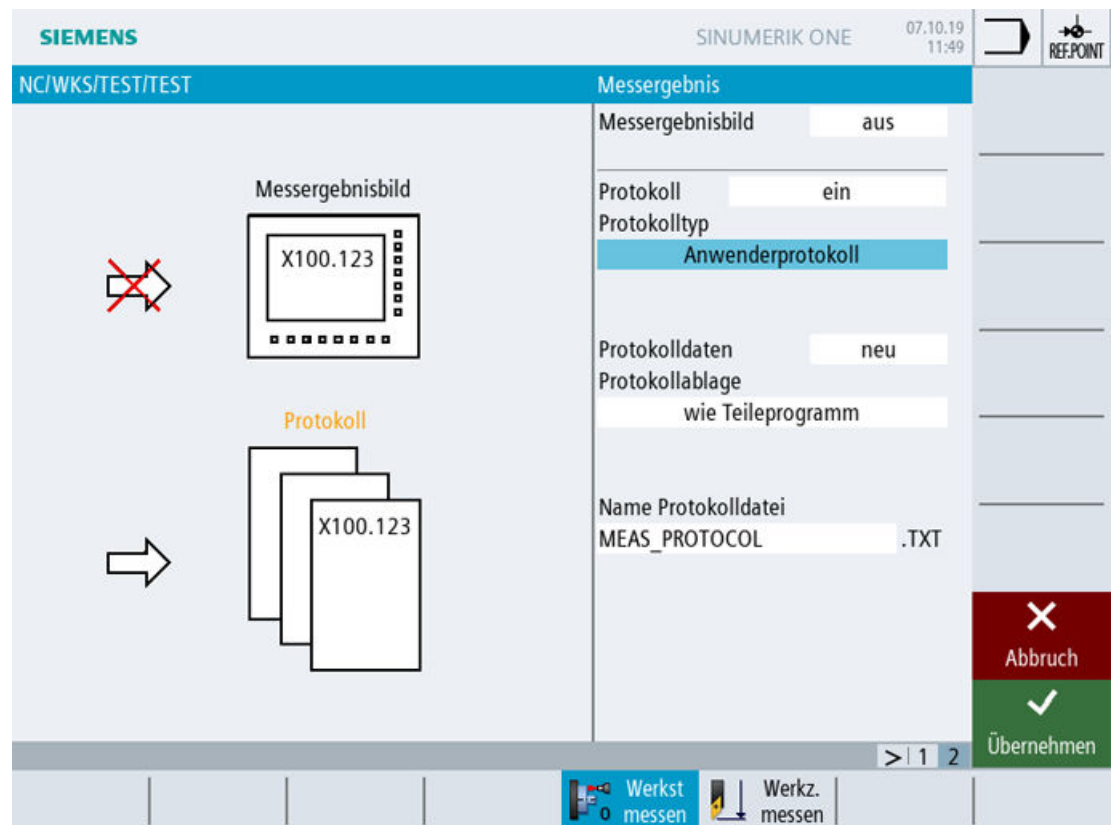 SIEMENS
SINUMERIK ONE
07.10.19
11:49
REF.POINT
NC/WKS/TEST/TEST
Messergebnis
Messergebnisbild aus
Messergebnisbild
X100.123
Protokoll ein
Protokolltyp
Anwenderprotokoll
Protokolldaten neu
Protokollablage
wie Teileprogramm
Protokoll
X100.123
Name Protokolldatei
MEAS_PROTOCOL .TXT
Abbruch
Übernehmen
> 1 2
0
Werkst
messen
Werkz.
messen